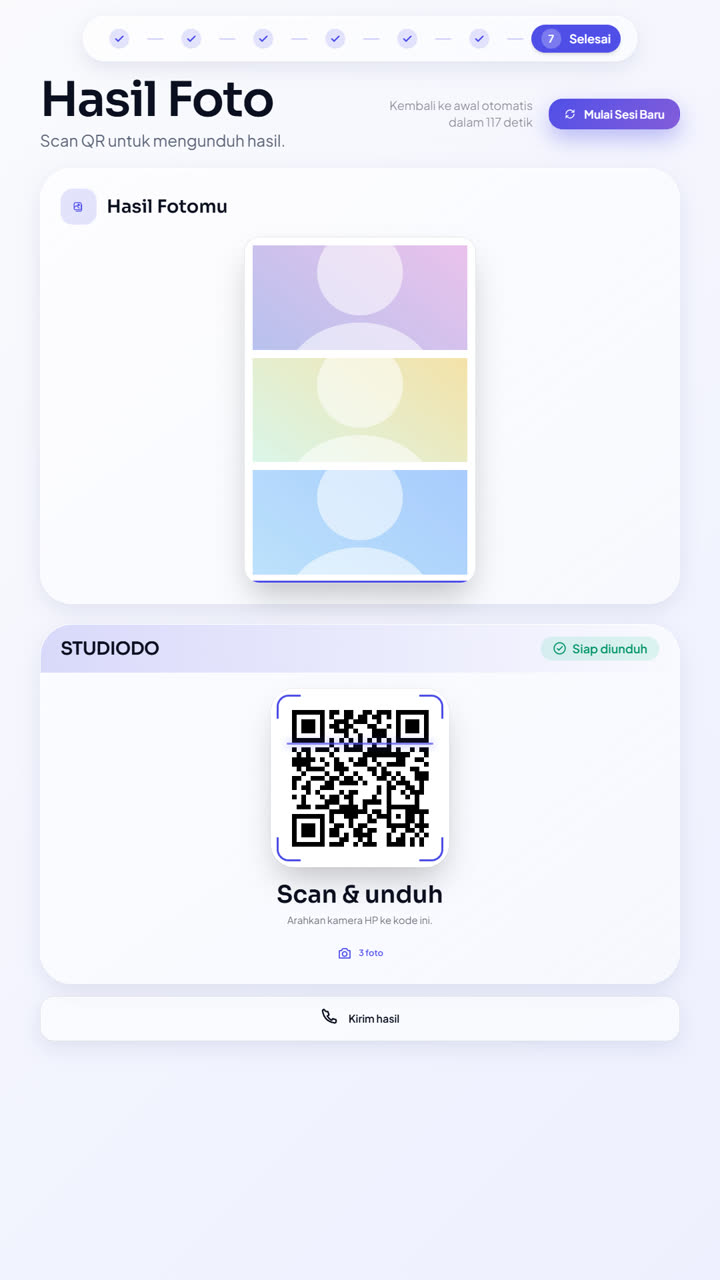 7 Selesai
Hasil Foto
Scan QR untuk mengunduh hasil.
Kembali ke awal otomatis
dalam 117 detik
Mulai Sesi Baru
Hasil Fotomu
STUDIODO
Siap diunduh
Scan & unduh
Arahkan kamera HP ke kode ini.
3 foto
Kirim hasil